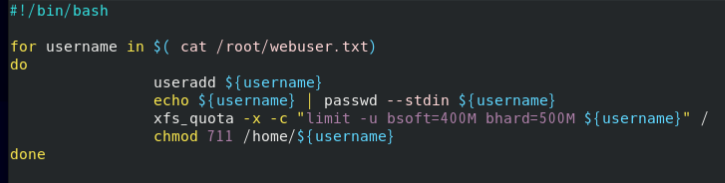 #!/bin/bash
for username in $( cat /root/webuser.txt)
do
useradd ${username}
echo ${username} | passwd --stdin ${username}
xfs_quota -x -c "limit -u bsoft=400M bhard=500M ${username}" /
chmod 711 /home/${username}
done